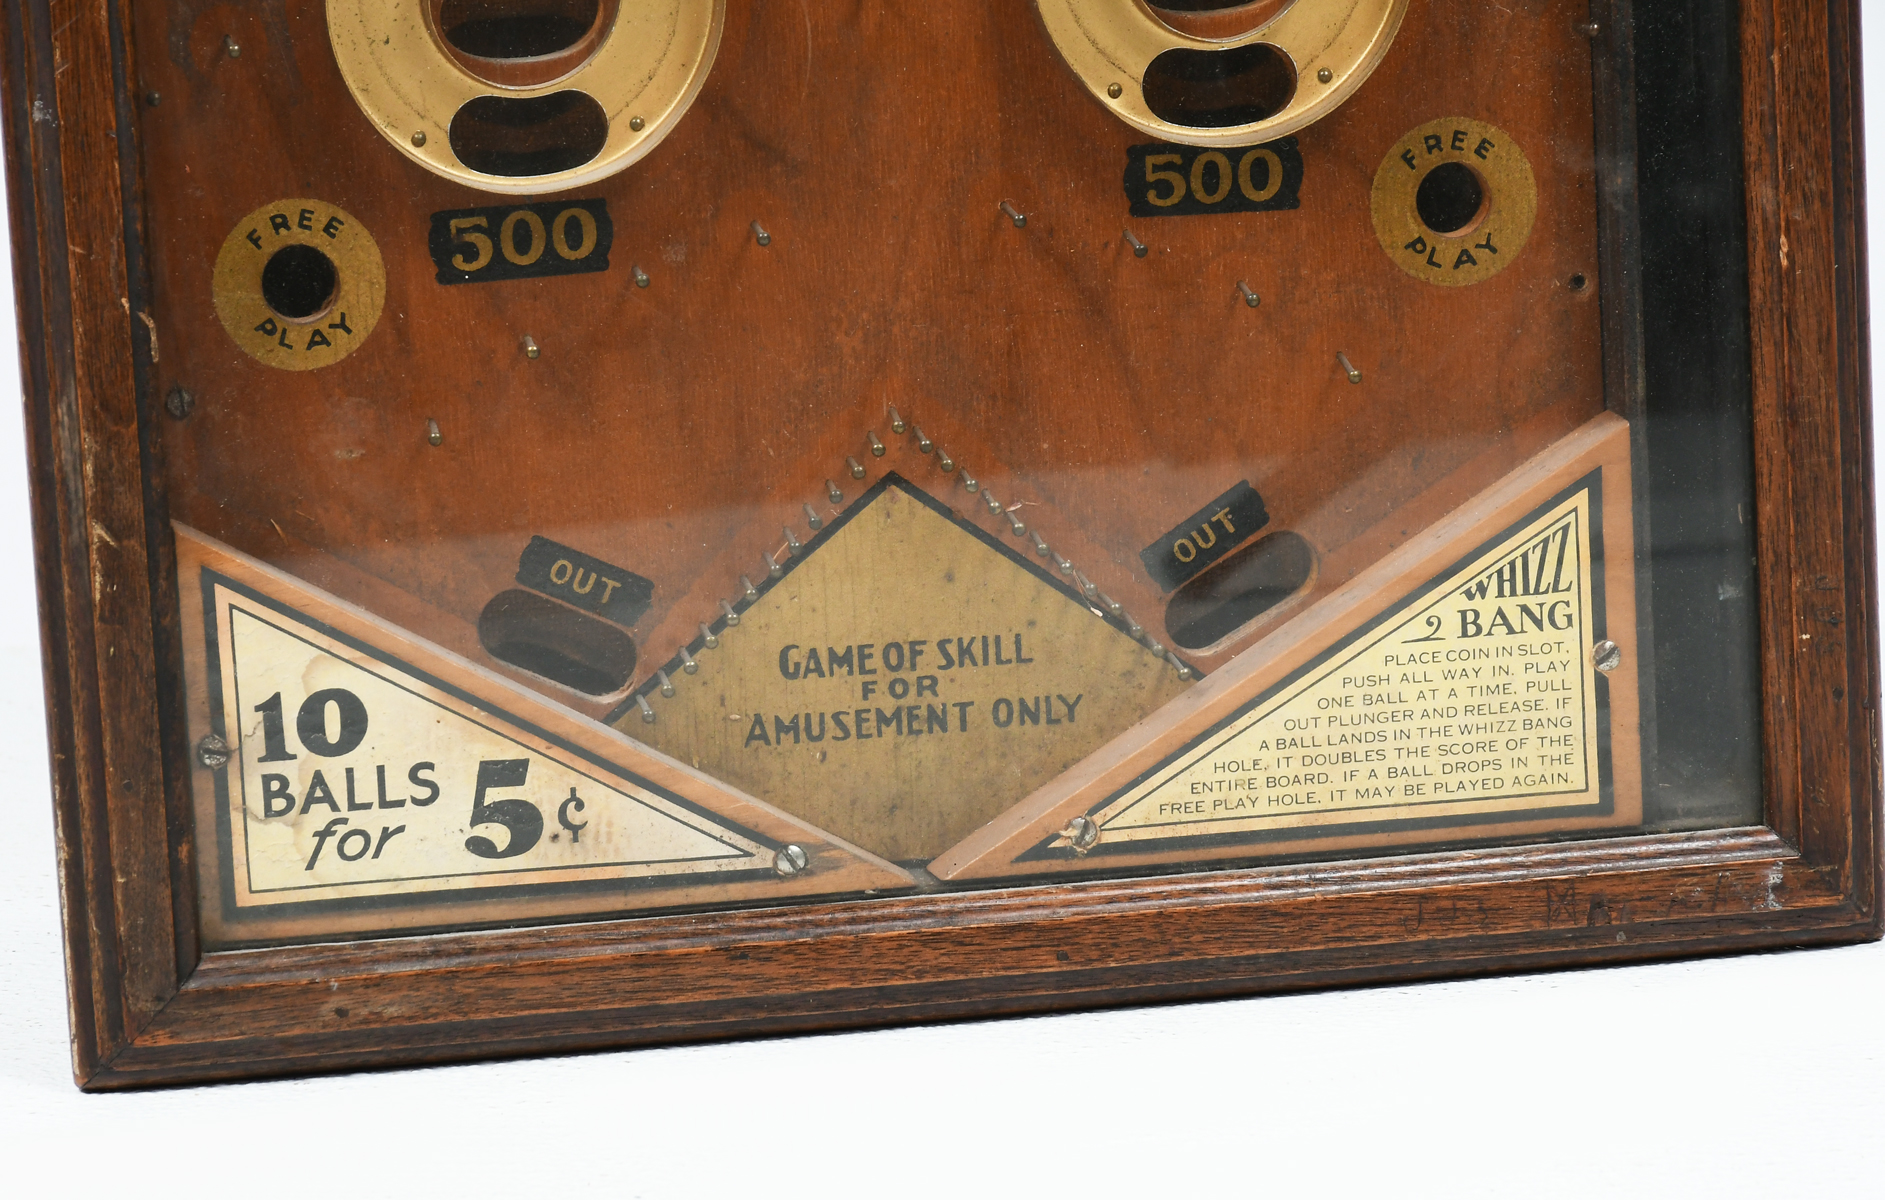 500
500
FREE
PLAY
FREE
PLAY
OUT
OUT
GAME OF SKILL
FOR
AMUSEMENT ONLY
10
BALLS
for 5¢
WHIZZ
BANG
PLACE COIN IN SLOT,
PUSH ALL WAY IN, PLAY
ONE BALL AT A TIME. PULL
OUT PLUNGER AND RELEASE. IF
A BALL LANDS IN THE WHIZZ BANG
HOLE, IT DOUBLES THE SCORE OF THE
ENTIRE BOARD. IF A BALL DROPS IN THE
FREE PLAY HOLE, IT MAY BE PLAYED AGAIN.